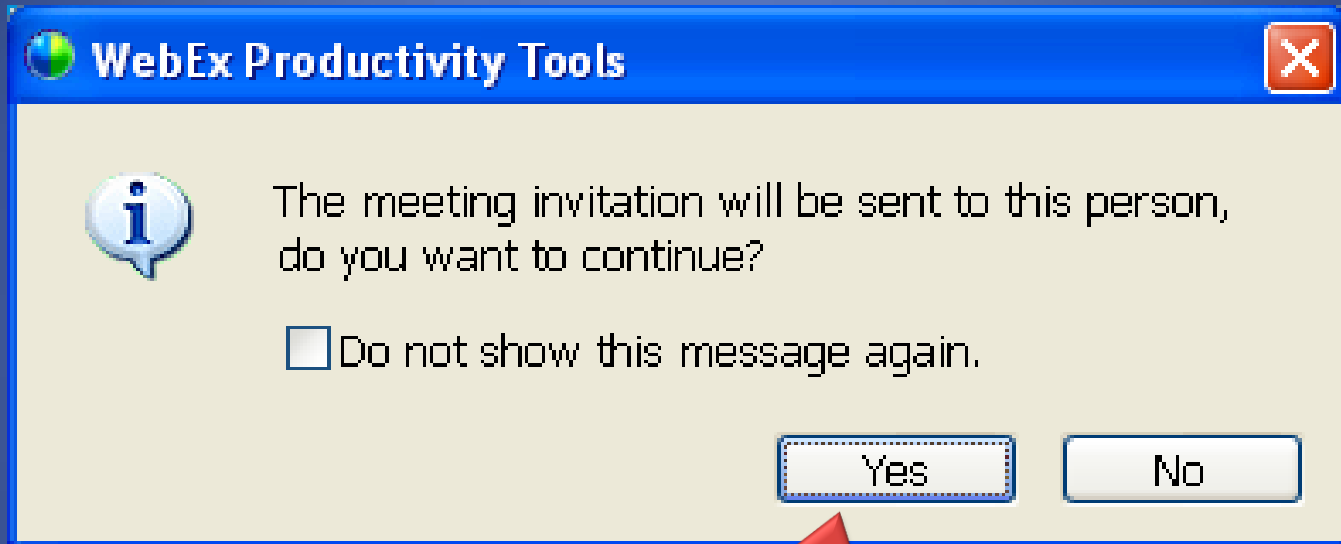 WebEx Productivity Tools
The meeting invitation will be sent to this person,
do you want to continue?
Do not show this message again.
Yes No